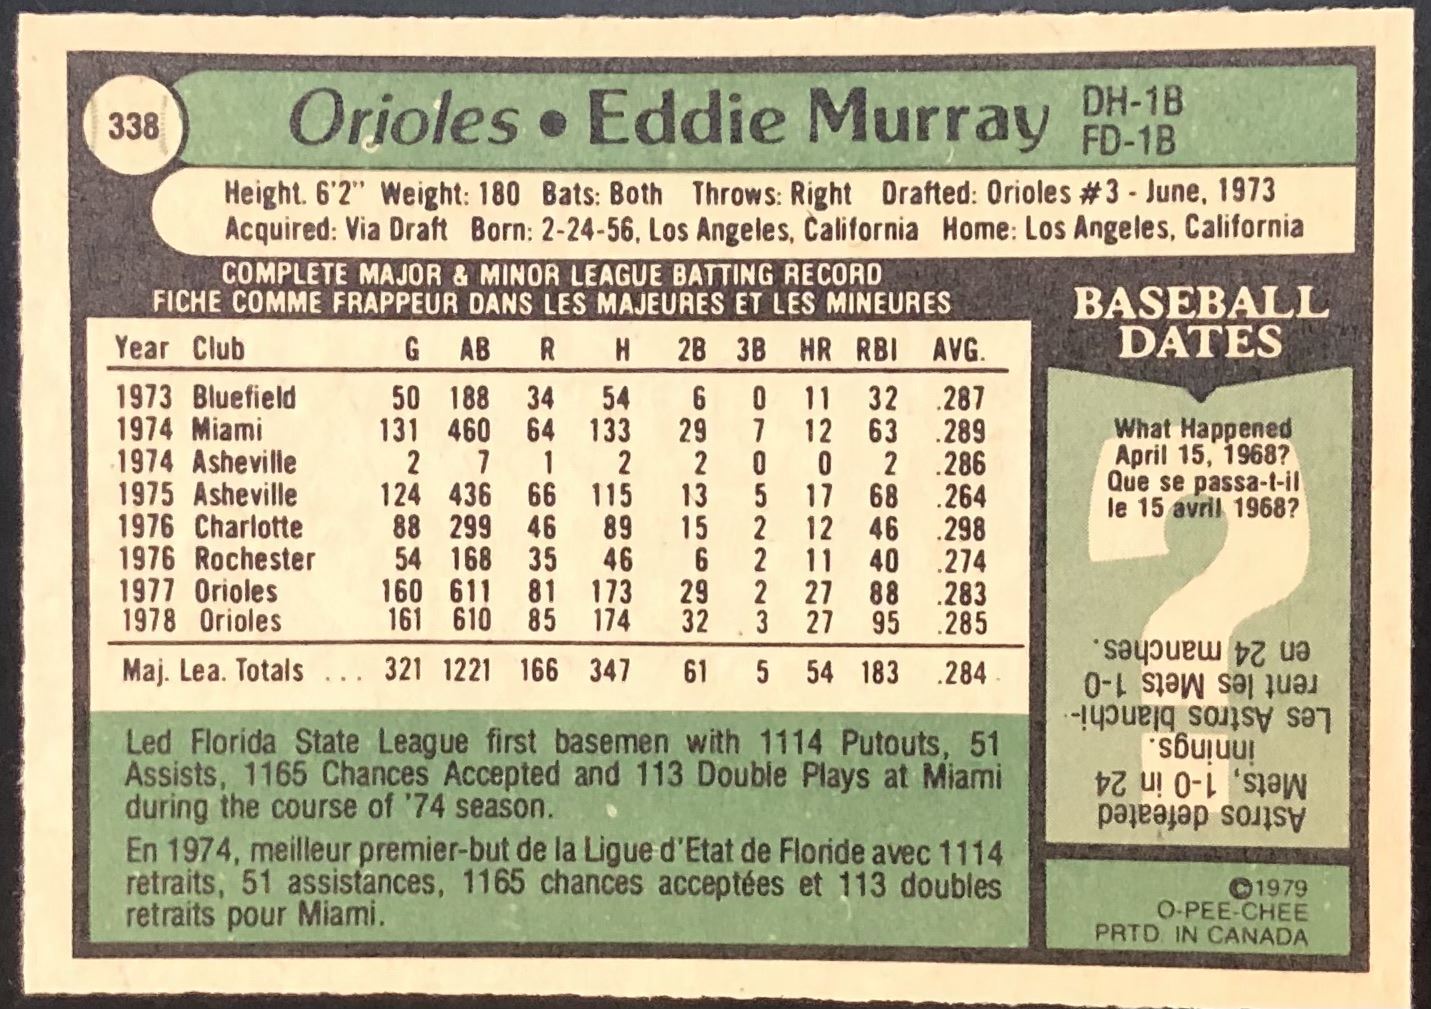 338
Orioles • Eddie Murray DH-1B
FD-1B
Height. 6'2" Weight: 180 Bats: Both Throws: Right Drafted: Orioles #3 - June, 1973
Acquired: Via Draft Born: 2-24-56, Los Angeles, California Home: Los Angeles, California
COMPLETE MAJOR & MINOR LEAGUE BATTING RECORD
FICHE COMME FRAPPEUR DANS LES MAJEURES ET LES MINEURES
Year Club G AB R H 2B 3B HR RBI AVG.
1973 Bluefield 50 188 34 54 6 0 11 32 .287
1974 Miami 131 460 64 133 29 7 12 63 .289
1974 Asheville 2 7 1 2 2 0 0 2 .286
1975 Asheville 124 436 66 115 13 5 17 68 .264
1976 Charlotte 88 299 46 89 15 2 12 46 .298
1976 Rochester 54 168 35 46 6 2 11 40 .274
1977 Orioles 160 611 81 173 29 2 27 88 .283
1978 Orioles 161 610 85 174 32 3 27 95 .285
Maj. Lea. Totals ... 321 1221 166 347 61 5 54 183 .284
Led Florida State League first basemen with 1114 Putouts, 51
Assists, 1165 Chances Accepted and 113 Double Plays at Miami
during the course of '74 season.
En 1974, meilleur premier-but de la Ligue d'Etat de Floride avec 1114
retraits, 51 assistances, 1165 chances acceptées et 113 doubles
retraits pour Miami.
BASEBALL
DATES
What Happened
April 15, 1968?
Que se passa-t-il
le 15 avril 1968?
Astros defeated
Mets, 1-0 in 24
innings.
Les Astros blanchi-
rent les Mets 1-0
en 24 manches.
©1979
O-PEE-CHEE
PRTD. IN CANADA